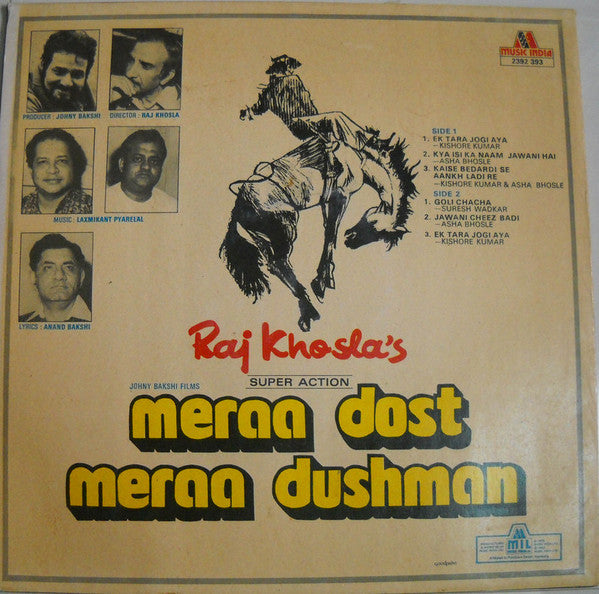 MUSIC INDIA
2392 393
PRODUCER : JOHNY BAKSHI
DIRECTOR : RAJ KHOSLA
MUSIC : LAXMIKANT PYARELAL
LYRICS : ANAND BAKSHI
SIDE 1
1. EK TARA JOGI AYA
—KISHORE KUMAR
2. KYA ISI KA NAAM JAWANI HAI
—ASHA BHOSLE
3. KAISE BEDARDI SE
AANKH LADI RE
—KISHORE KUMAR & ASHA BHOSLE
SIDE 2
1. GOLI CHACHA
—SURESH WADKAR
2. JAWANI CHEEZ BADI
—ASHA BHOSLE
3. EK TARA JOGI AYA
—KISHORE KUMAR
Raj Khosla's
JOHNY BAKSHI FILMS
SUPER ACTION
meraa dost
meraa dushman
MIL